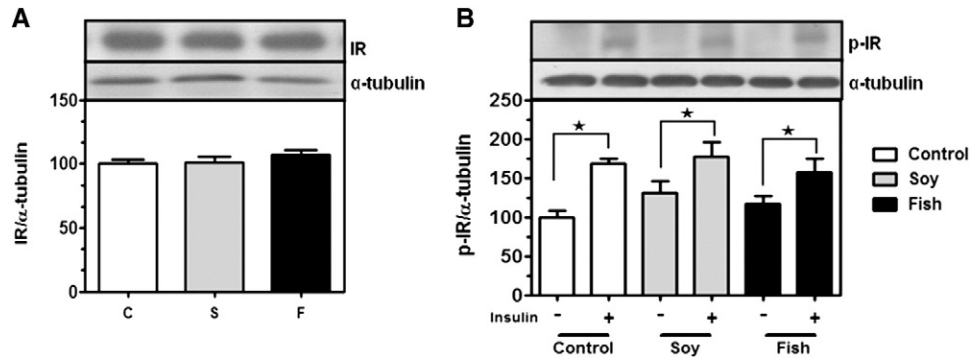 A
IR
α-tubulin
150
100
50
0
IR/α-tubulin
C S F
B
p-IR
α-tubulin
250
200
150
100
50
0
p-IR/α-tubulin
★ ★ ★
Insulin - + - + - +
Control Soy Fish
Control
Soy
Fish